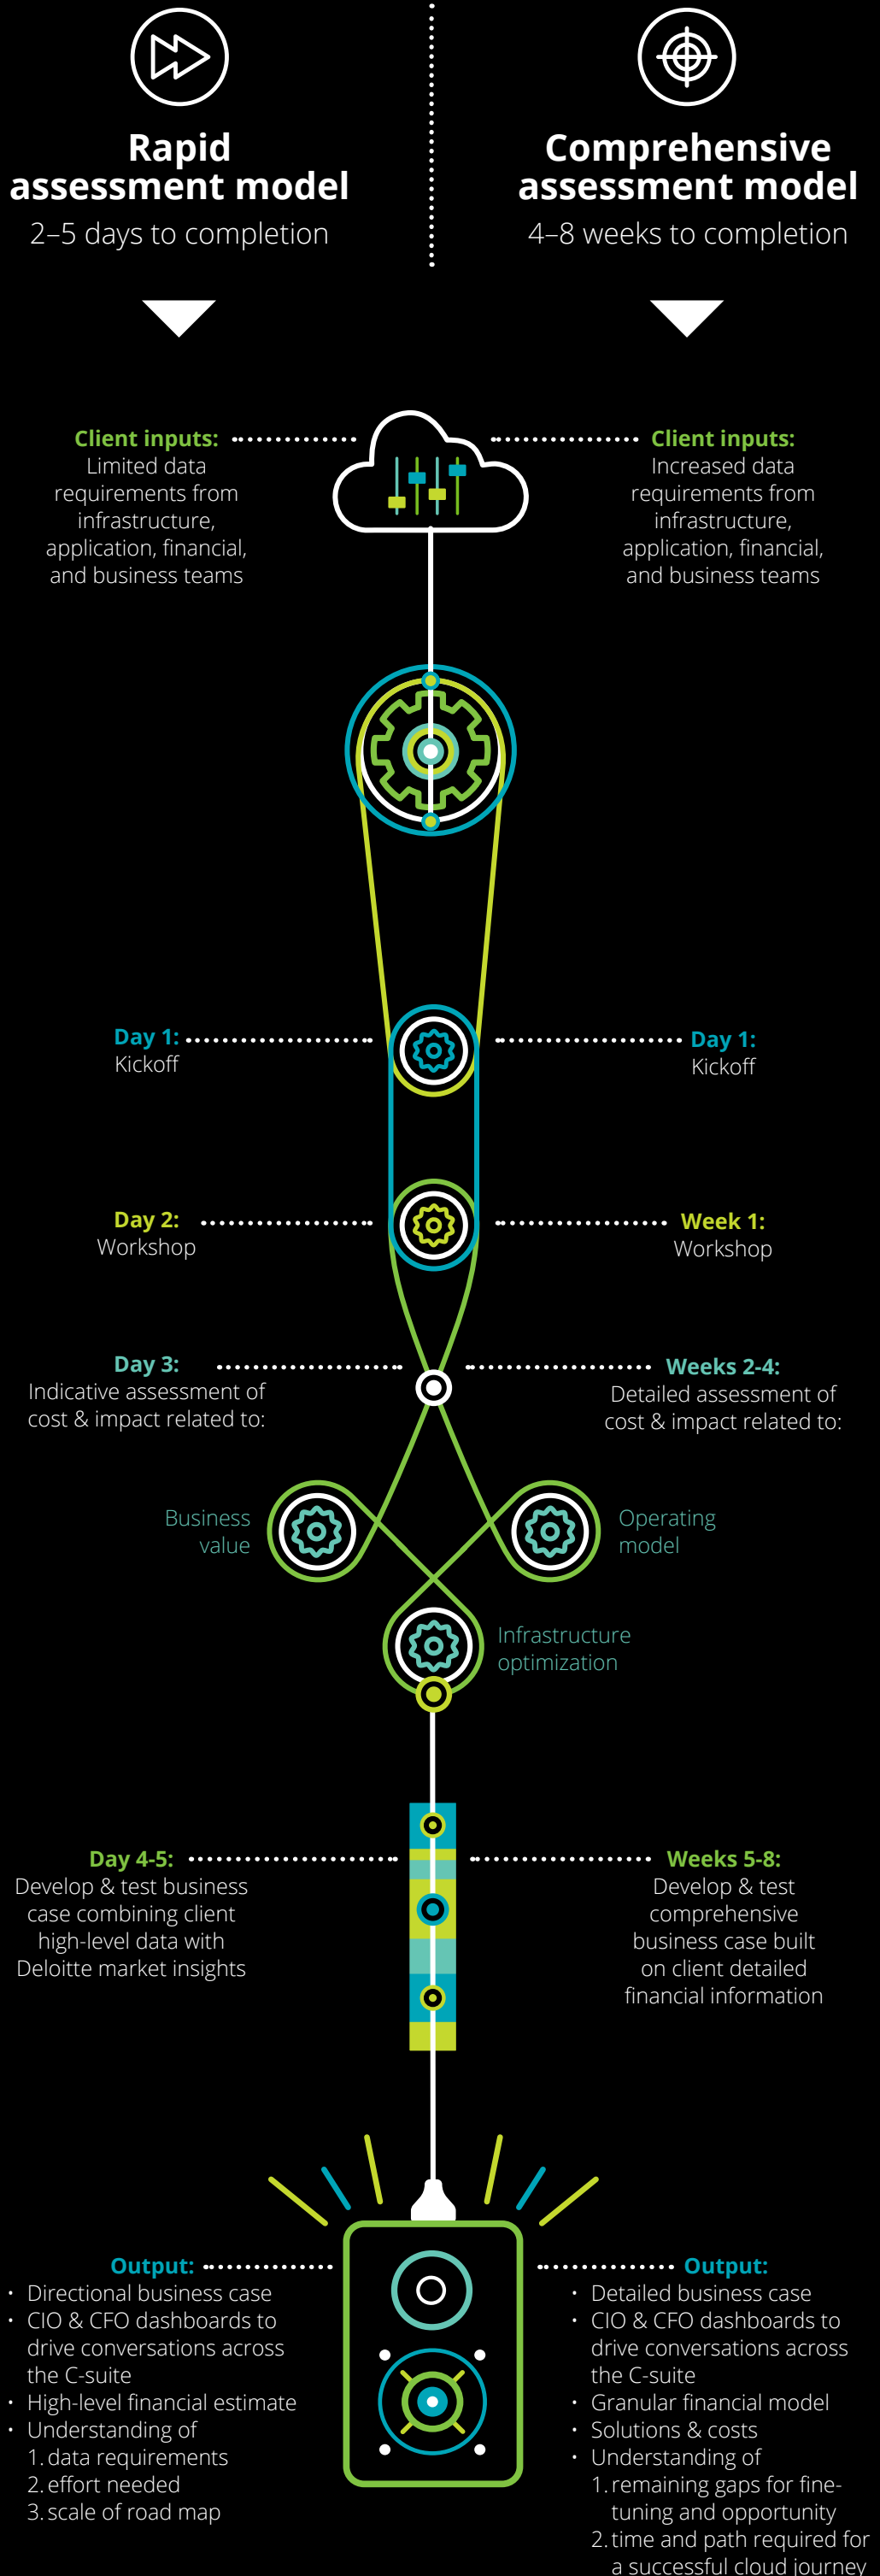 Rapid
assessment model
2–5 days to completion
Comprehensive
assessment model
4–8 weeks to completion
Client inputs:
Limited data
requirements from
infrastructure,
application, financial,
and business teams
Client inputs:
Increased data
requirements from
infrastructure,
application, financial,
and business teams
Day 1:
Kickoff
Day 1:
Kickoff
Day 2:
Workshop
Week 1:
Workshop
Day 3:
Indicative assessment of
cost & impact related to:
Weeks 2-4:
Detailed assessment of
cost & impact related to:
Business
value
Operating
model
Infrastructure
optimization
Day 4-5:
Develop & test business
case combining client
high-level data with
Deloitte market insights
Weeks 5-8:
Develop & test
comprehensive
business case built
on client detailed
financial information
Output:
• Directional business case
• CIO & CFO dashboards to
drive conversations across
the C-suite
• High-level financial estimate
• Understanding of
1. data requirements
2. effort needed
3. scale of road map
Output:
• Detailed business case
• CIO & CFO dashboards to
drive conversations across
the C-suite
• Granular financial model
• Solutions & costs
• Understanding of
1. remaining gaps for fine-
tuning and opportunity
2. time and path required for
a successful cloud journey